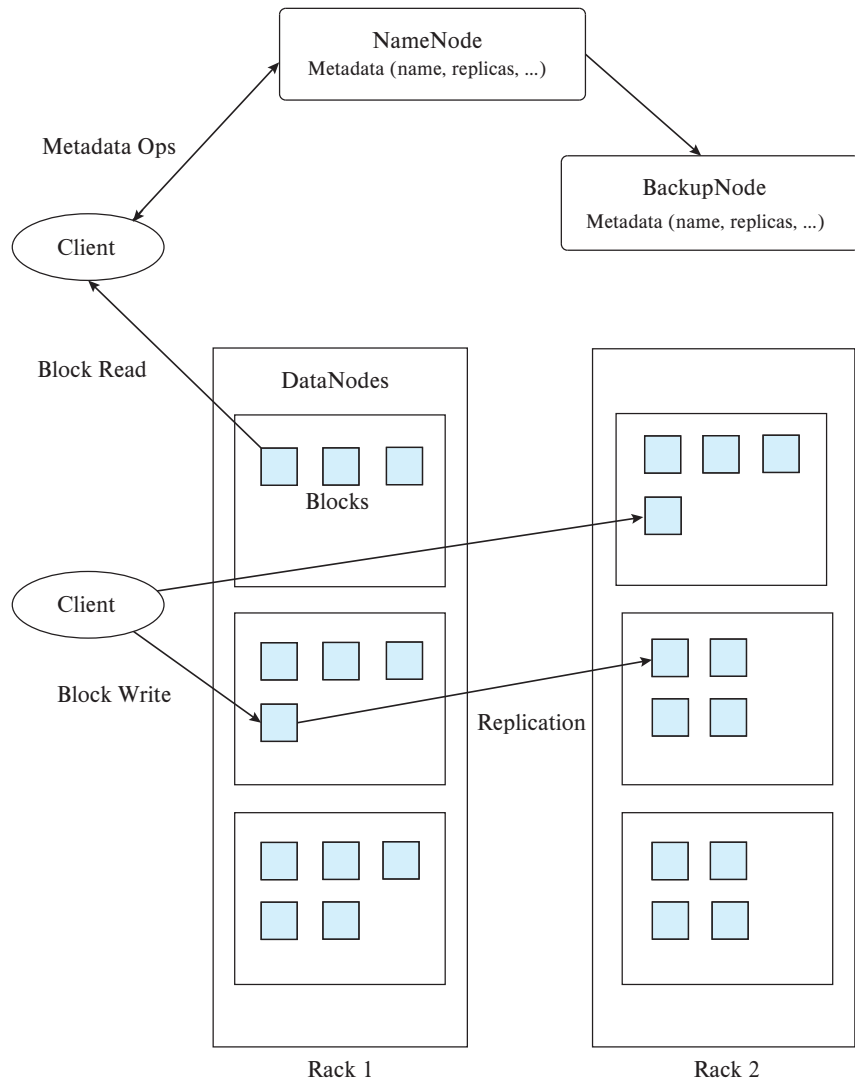 NameNode
Metadata (name, replicas, ...)
Metadata Ops
BackupNode
Metadata (name, replicas, ...)
Client
Block Read
DataNodes
Blocks
Client
Block Write
Replication
Rack 1
Rack 2